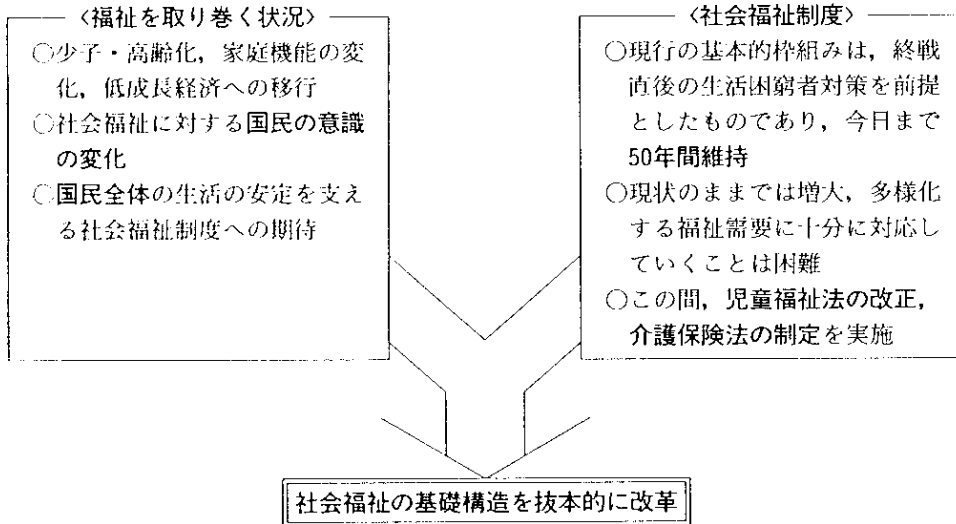 〈福祉を取り巻く状況〉
○少子・高齢化，家庭機能の変
化，低成長経済への移行
○社会福祉に対する国民の意識
の変化
○国民全体の生活の安定を支え
る社会福祉制度への期待
〈社会福祉制度〉
○現行の基本的枠組みは，終戦
直後の生活困窮者対策を前提
としたものであり，今日まで
50年間維持
○現状のままでは増大，多様化
する福祉需要に十分に対応し
ていくことは困難
○この間，児童福祉法の改正，
介護保険法の制定を実施
社会福祉の基礎構造を抜本的に改革